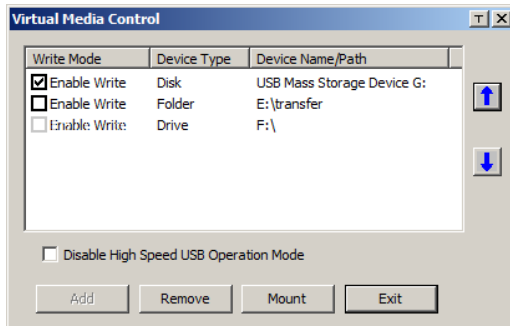 Virtual Media Control
Write Mode Device Type Device Name/Path
Enable Write Disk USB Mass Storage Device G:
Enable Write Folder E:\transfer
Enable Write Drive F:\
Disable High Speed USB Operation Mode
Add Remove Mount Exit